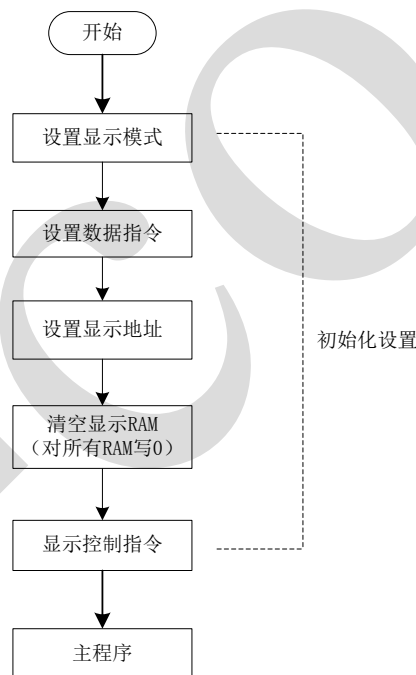 开始
设置显示模式
设置数据指令
设置显示地址
初始化设置
清空显示RAM
（对所有RAM写0）
显示控制指令
主程序